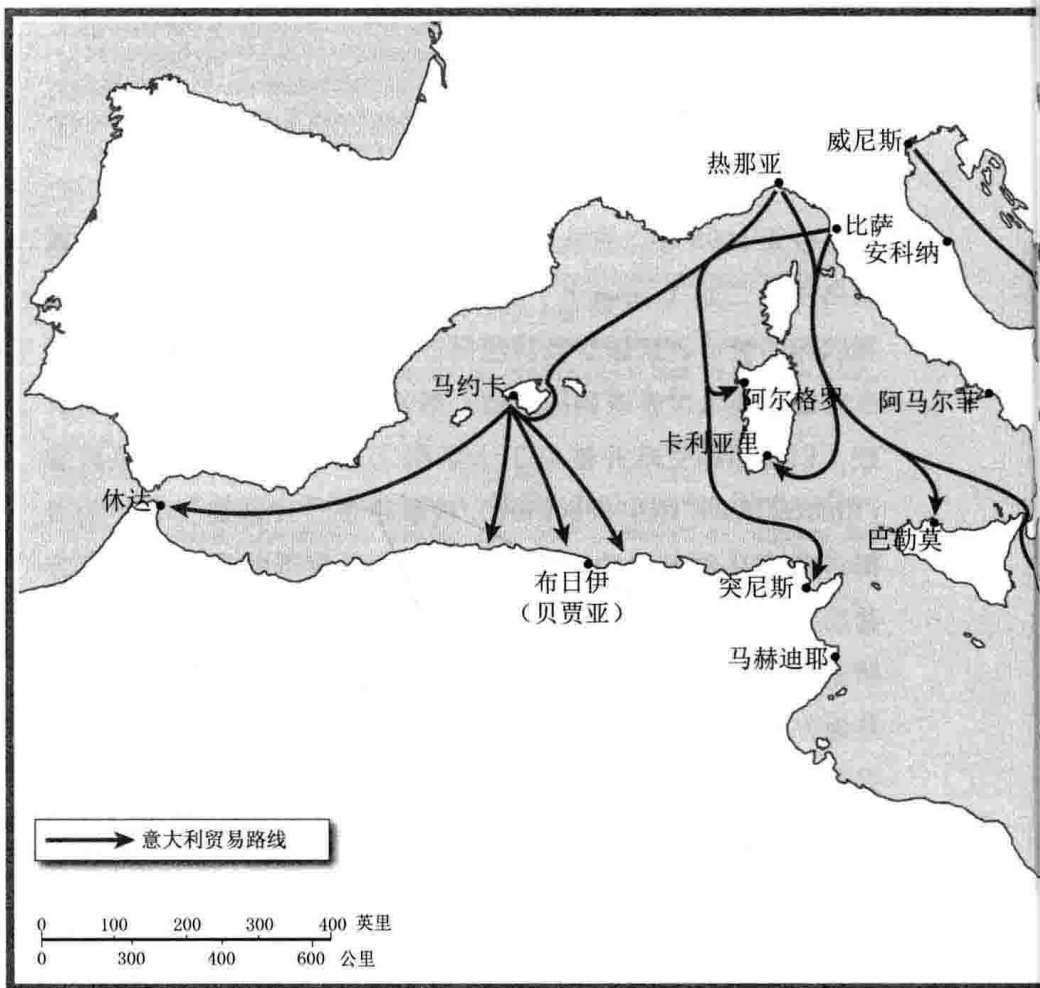 威尼斯
热那亚
比萨
安科纳
马约卡
阿尔格罗
阿马尔菲
卡利亚里
休达
巴勒莫
布日伊
（贝贾亚）
突尼斯
马赫迪耶
意大利贸易路线
0 100 200 300 400 英里
0 300 400 600 公里